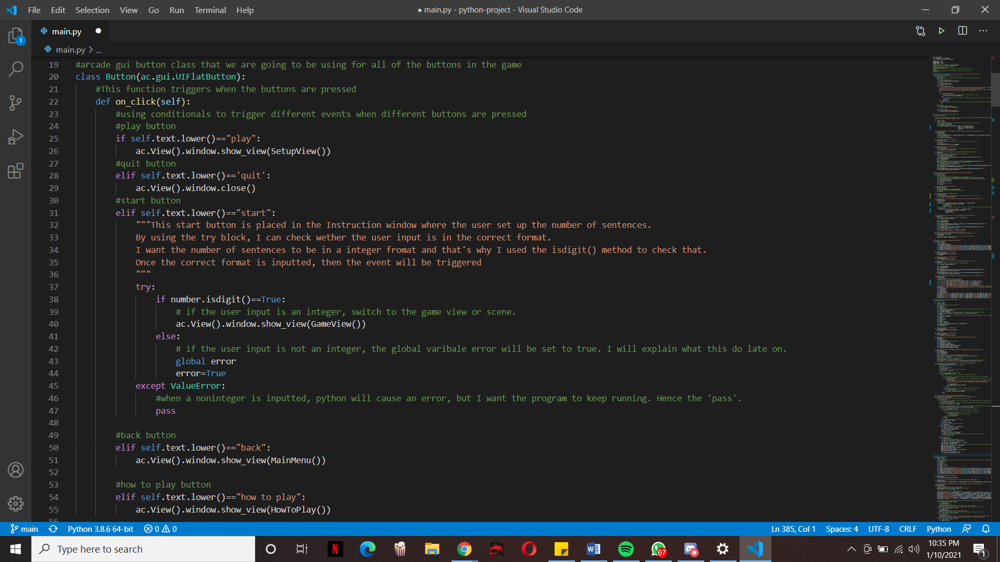 File Edit Selection View Go Run Terminal Help
● main.py - python-project - Visual Studio Code
1
main.py ●
main.py > ...
19 #arcade gui button class that we are going to be using for all of the buttons in the game
20 class Button(ac.gui.UIFlatButton):
21 #This function triggers when the buttons are pressed
22 def on_click(self):
23 #using conditionals to trigger different events when different buttons are pressed
24 #play button
25 if self.text.lower()=="play":
26 ac.View().window.show_view(SetupView())
27 #quit button
28 elif self.text.lower()=='quit':
29 ac.View().window.close()
30 #start button
31 elif self.text.lower()=="start":
32 """This start button is placed in the Instruction window where the user set up the number of sentences.
33 By using the try block, I can check wether the user input is in the correct format.
34 I want the number of sentences to be in a integer fromat and that's why I used the isdigit() method to check that.
35 Once the correct format is inputted, then the event will be triggered
36 """
37 try:
38 if number.isdigit()==True:
39 # if the user input is an integer, switch to the game view or scene.
40 ac.View().window.show_view(GameView())
41 else:
42 # if the user input is not an integer, the global varibale error will be set to true. I will explain what this do late on.
43 global error
44 error=True
45 except ValueError:
46 #when a noninteger is inputted, python will cause an error, but I want the program to keep running. Hence the 'pass'.
47 pass
48
49 #back button
50 elif self.text.lower()=="back":
51 ac.View().window.show_view(MainMenu())
52
53 #how to play button
54 elif self.text.lower()=="how to play":
55 ac.View().window.show_view(HowToPlay())
56
main Python 3.8.6 64-bit 0 0 Ln 385, Col 1 Spaces: 4 UTF-8 CRLF Python
Type here to search
N
W
67
10:35 PM
1/10/2021
1